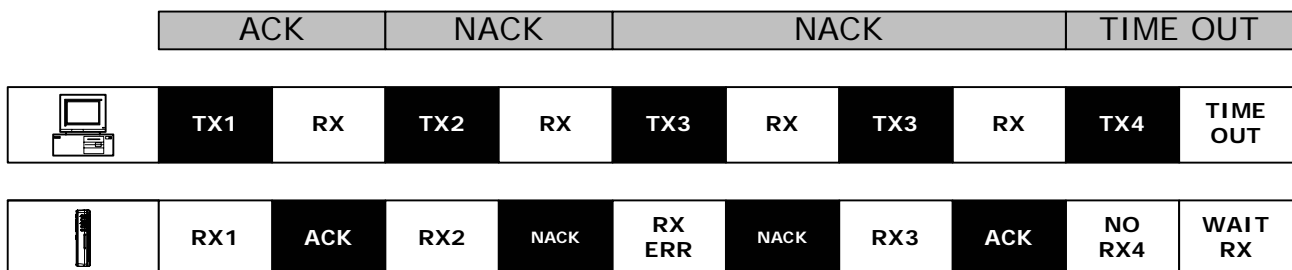 ACK NACK NACK TIME OUT
TX1 RX TX2 RX TX3 RX TX3 RX TX4 TIME OUT
RX1 ACK RX2 NACK RX ERR NACK RX3 ACK NO RX4 WAIT RX